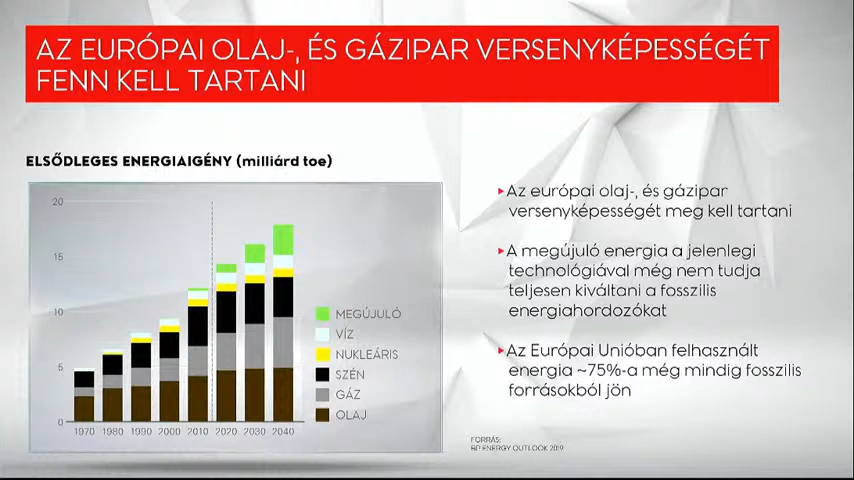 AZ EURÓPAI OLAJ-, ÉS GÁZIPAR VERSENYKÉPESSÉGÉT
FENN KELL TARTANI
ELSŐDLEGES ENERGIAIGÉNY (milliárd toe)
20
15
10
5
0
1970 1980 1990 2000 2010 2020 2030 2040
MEGÚJULÓ
VÍZ
NUKLEÁRIS
SZÉN
GÁZ
OLAJ
Az európai olaj-, és gázipar
versenyképességét meg kell tartani
A megújuló energia a jelenlegi
technológiával még nem tudja
teljesen kiváltani a fosszilis
energiahordozókat
Az Európai Unióban felhasznált
energia ~75%-a még mindig fosszilis
forrásokból jön
FORRÁS:
BP ENERGY OUTLOOK 2019